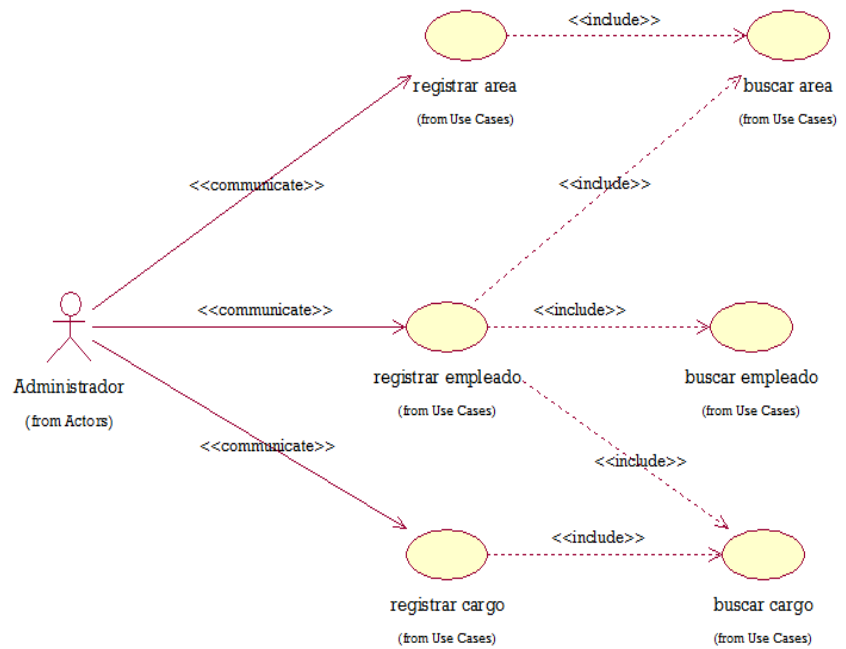 <<include>>
registrar area
(from Use Cases)
buscar area
(from Use Cases)
<<communicate>>
<<include>>
<<communicate>>
<<include>>
Administrador
(from Actors)
registrar empleado
(from Use Cases)
buscar empleado
(from Use Cases)
<<communicate>>
<<include>>
<<include>>
registrar cargo
(from Use Cases)
buscar cargo
(from Use Cases)